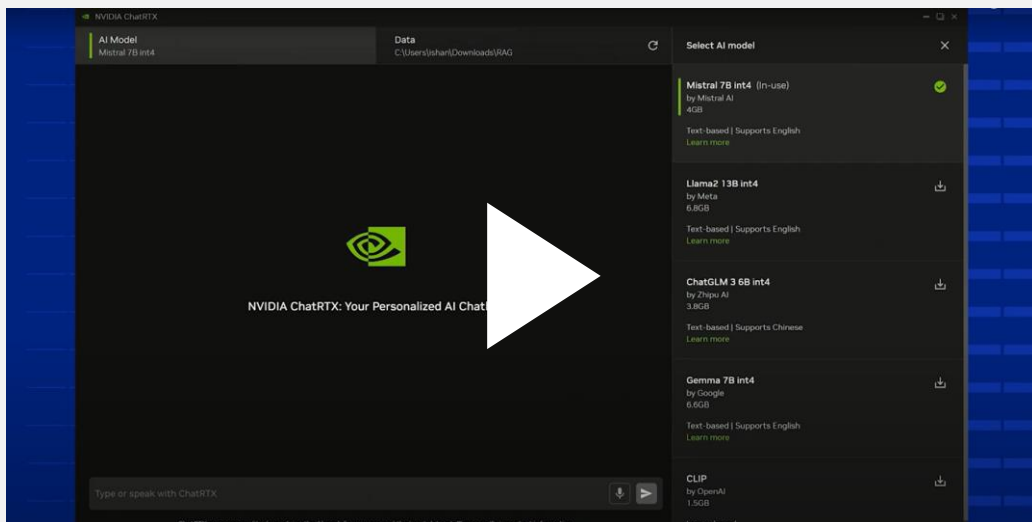 NVIDIA ChatRTX
AI Model
Mistral 7B int4
Data
C:\Users\ishari\Downloads\RAG
NVIDIA ChatRTX: Your Personalized AI Chat
Type or speak with ChatRTX
Select AI model
Mistral 7B int4 (In-use)
by Mistral AI
4GB
Text-based | Supports English
Learn more
Llama2 13B int4
by Meta
6.8GB
Text-based | Supports English
Learn more
ChatGLM 3 6B int4
by Zhipu AI
3.8GB
Text-based | Supports Chinese
Learn more
Gemma 7B int4
by Google
6.6GB
Text-based | Supports English
Learn more
CLIP
by OpenAI
1.5GB